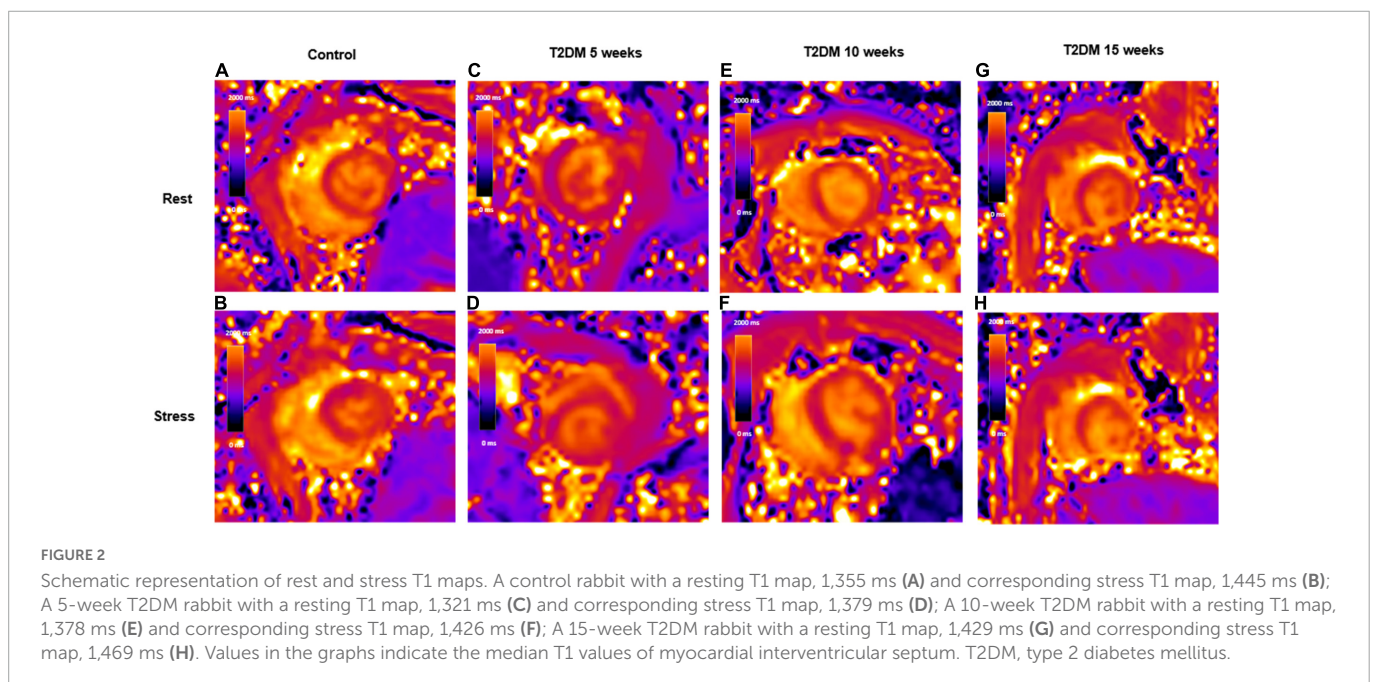 Control
T2DM 5 weeks
T2DM 10 weeks
T2DM 15 weeks
A
C
E
G
2000 ms
2000 ms
2000 ms
2000 ms
Rest
0 ms
0 ms
0 ms
0 ms
B
D
F
H
2000 ms
2000 ms
2000 ms
2000 ms
Stress
0 ms
0 ms
0 ms
0 ms
FIGURE 2
Schematic representation of rest and stress T1 maps. A control rabbit with a resting T1 map, 1,355 ms (A) and corresponding stress T1 map, 1,445 ms (B);
A 5-week T2DM rabbit with a resting T1 map, 1,321 ms (C) and corresponding stress T1 map, 1,379 ms (D); A 10-week T2DM rabbit with a resting T1 map,
1,378 ms (E) and corresponding stress T1 map, 1,426 ms (F); A 15-week T2DM rabbit with a resting T1 map, 1,429 ms (G) and corresponding stress T1
map, 1,469 ms (H). Values in the graphs indicate the median T1 values of myocardial interventricular septum. T2DM, type 2 diabetes mellitus.